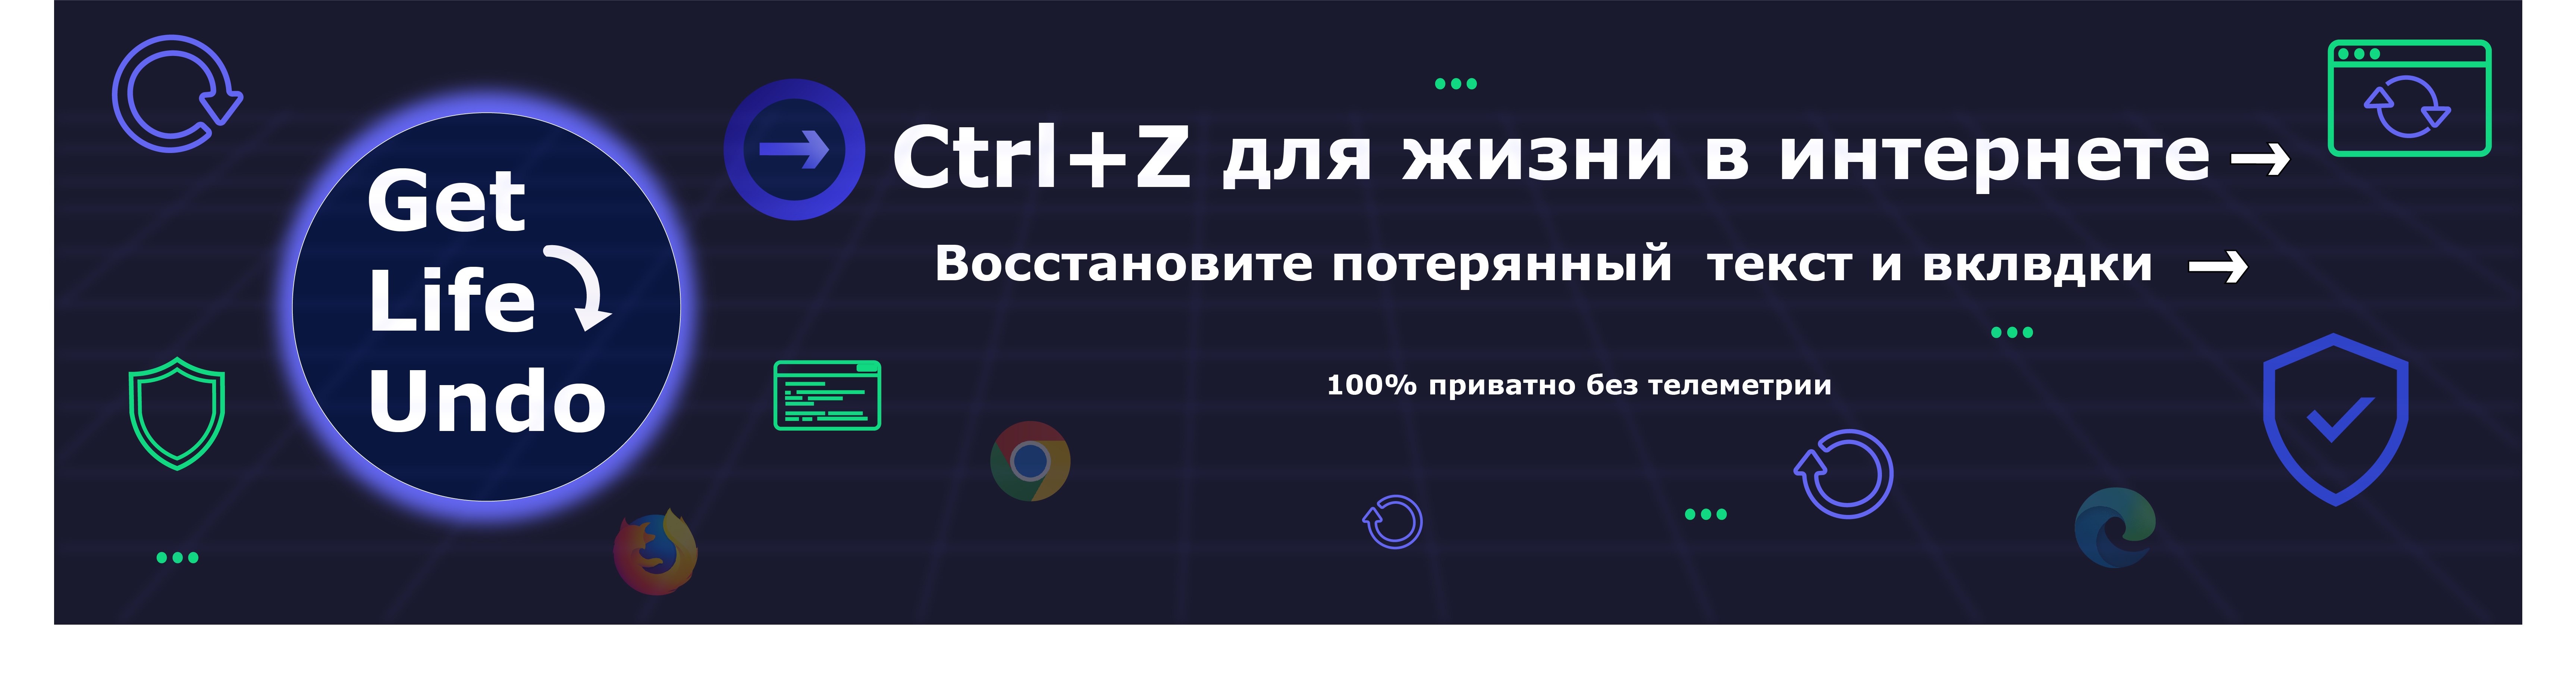 Get
Life
Undo
Ctrl+Z для жизни в интернете →
Восстановите потерянный текст и вклвдки →
100% приватно без телеметрии